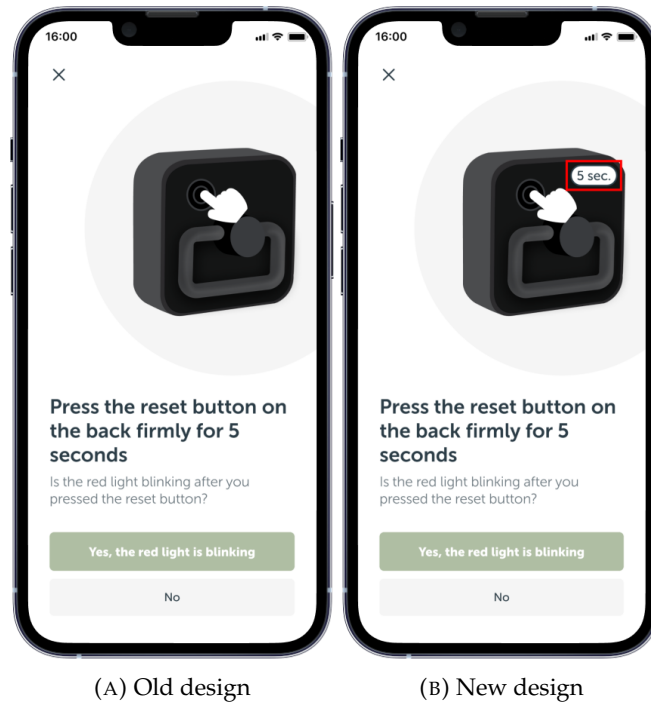 16:00
Press the reset button on
the back firmly for 5
seconds
Is the red light blinking after you
pressed the reset button?
Yes, the red light is blinking
No
(A) Old design
16:00
5 sec.
Press the reset button on
the back firmly for 5
seconds
Is the red light blinking after you
pressed the reset button?
Yes, the red light is blinking
No
(B) New design